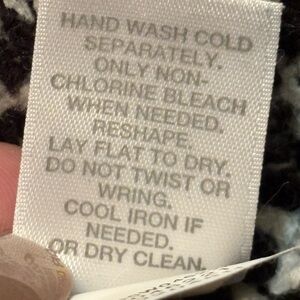 HAND WASH COLD
SEPARATELY.
ONLY NON-
CHLORINE BLEACH
WHEN NEEDED.
RESHAPE.
LAY FLAT TO DRY.
DO NOT TWIST OR
WRING.
COOL IRON IF
NEEDED.
OR DRY CLEAN.